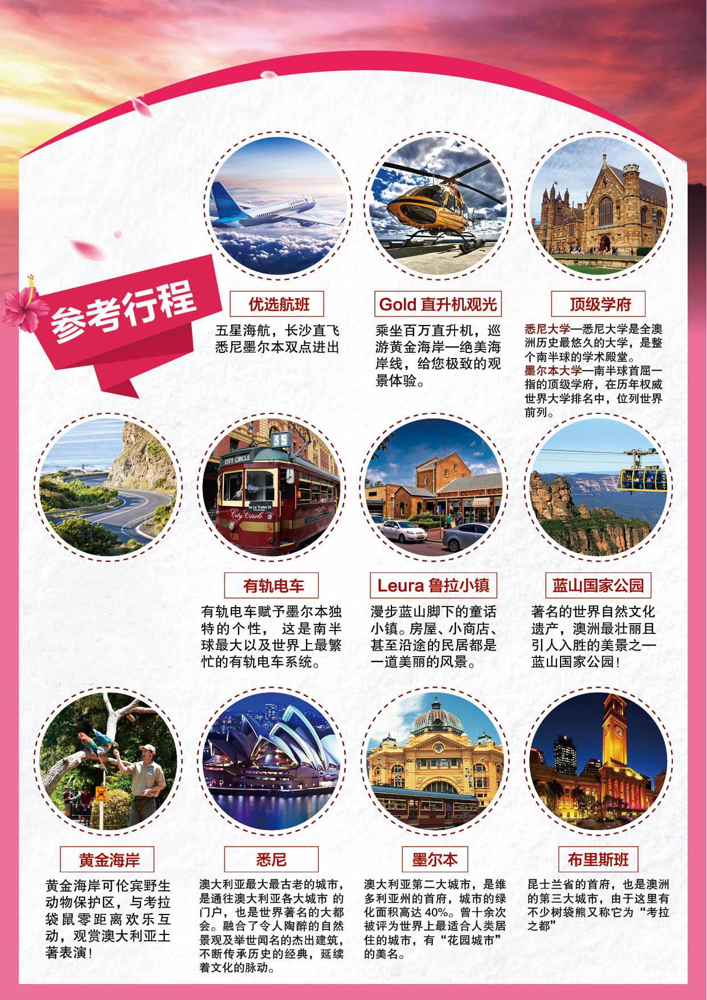 参考行程
优选航班
五星海航，长沙直飞
悉尼墨尔本双点进出
Gold 直升机观光
乘坐百万直升机，巡
游黄金海岸—绝美海
岸线，给您极致的观
景体验。
顶级学府
悉尼大学—悉尼大学是全澳
洲历史最悠久的大学，是整
个南半球的学术殿堂。
墨尔本大学—南半球首屈一
指的顶级学府，在历年权威
世界大学排名中，位列世界
前列。
35
CITY CIRCLE
La Trobe St
City Circle
928
有轨电车
有轨电车赋予墨尔本独
特的个性， 这是南半
球最大以及世界上最繁
忙的有轨电车系统。
Leura 鲁拉小镇
漫步蓝山脚下的童话
小镇。房屋、小商店、
甚至沿途的民居都是
一道美丽的风景。
蓝山国家公园
著名的世界自然文化
遗产，澳洲最壮丽且
引人入胜的美景之一
蓝山国家公园！
黄金海岸
黄金海岸可伦宾野生
动物保护区，与考拉
袋鼠零距离欢乐互
动，观赏澳大利亚土
著表演！
悉尼
澳大利亚最大最古老的城市，
是通往澳大利亚各大城市 的
门户，也是世界著名的大都
会。融合了令人陶醉的自然
景观及举世闻名的杰出建筑，
不断传承历史的经典，延续
着文化的脉动。
墨尔本
澳大利亚第二大城市，是维
多利亚州的首府，城市的绿
化面积高达 40%。曾十余次
被评为世界上最适合人类居
住的城市，有“花园城市”
的美名。
布里斯班
昆士兰省的首府，也是澳洲
的第三大城市，由于这里有
不少树袋熊又称它为“考拉
之都”